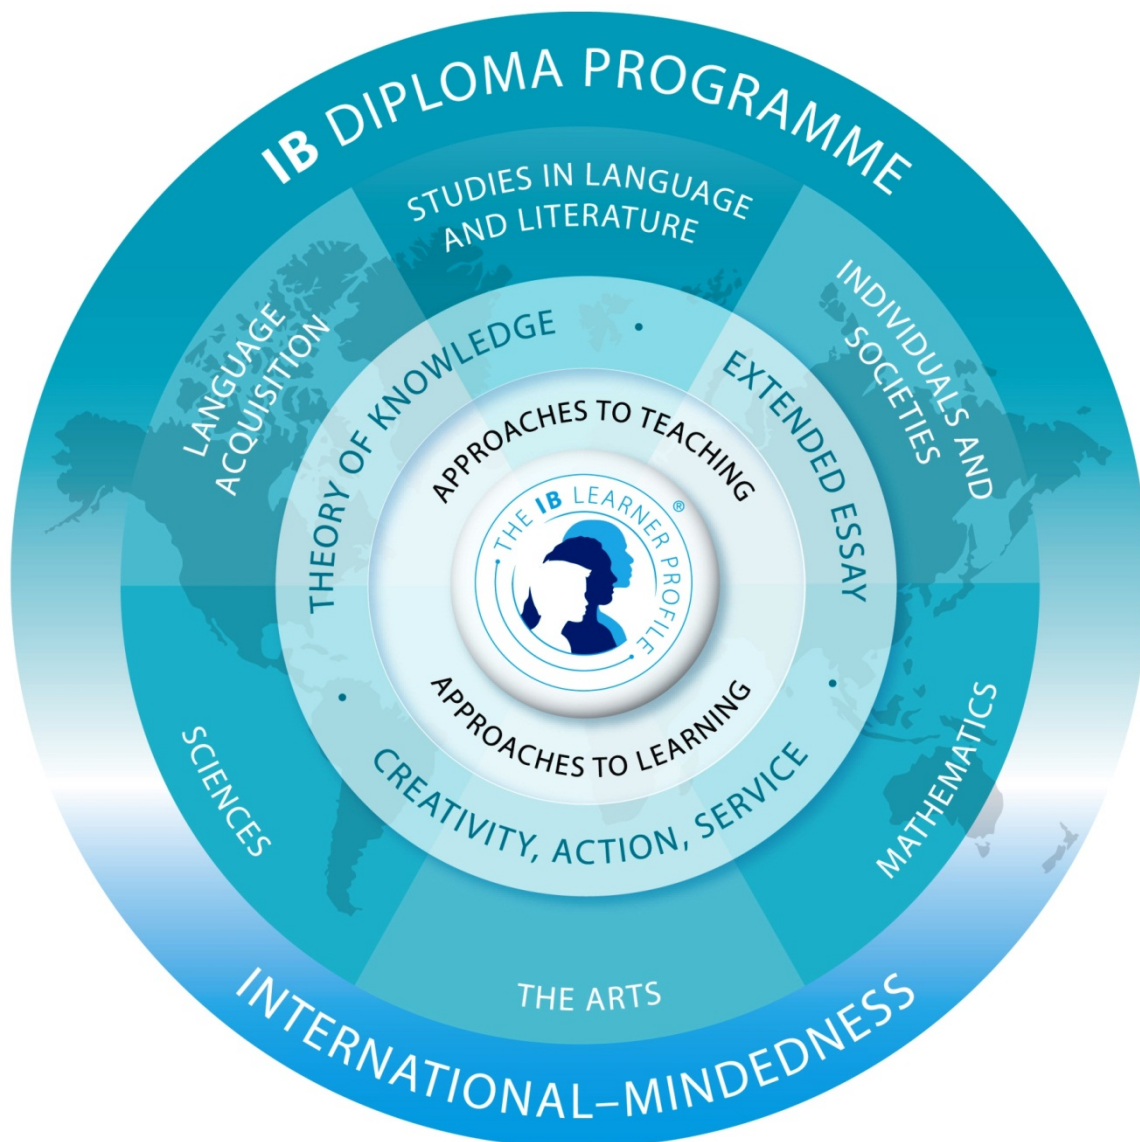 IB DIPLOMA PROGRAMME
STUDIES IN LANGUAGE
AND LITERATURE
LANGUAGE
ACQUISITION
INDIVIDUALS AND
SOCIETIES
THEORY OF KNOWLEDGE
·
EXTENDED ESSAY
·
APPROACHES TO TEACHING
• THE IB LEARNER PROFILE •
®
APPROACHES TO LEARNING
·
CREATIVITY, ACTION, SERVICE
SCIENCES
MATHEMATICS
THE ARTS
INTERNATIONAL–MINDEDNESS